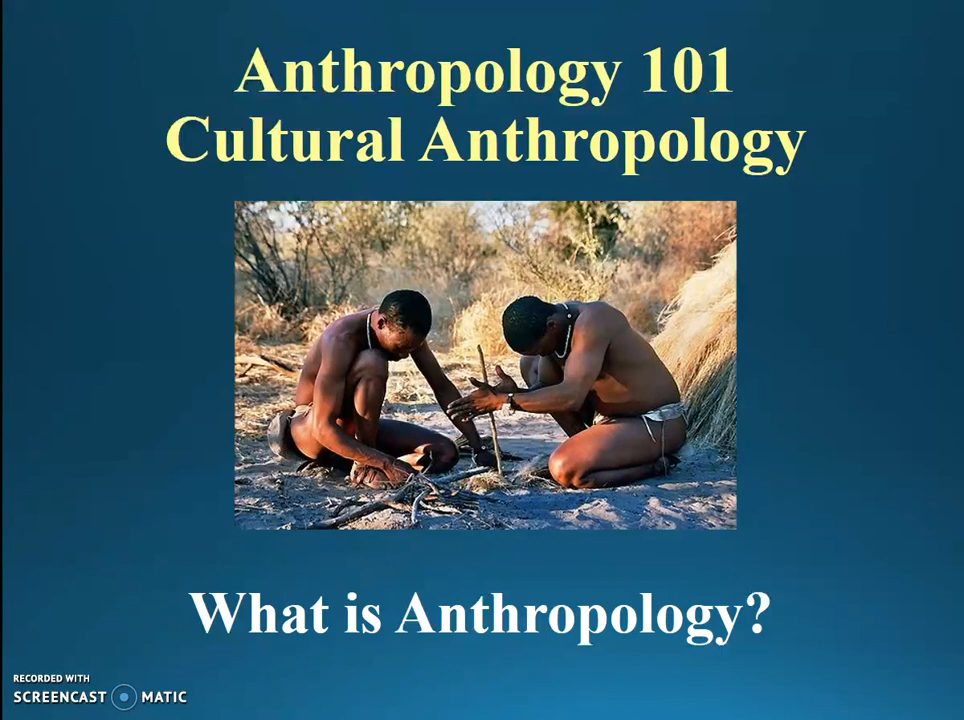 Anthropology 101
Cultural Anthropology
What is Anthropology?
RECORDED WITH
SCREENCAST MATIC